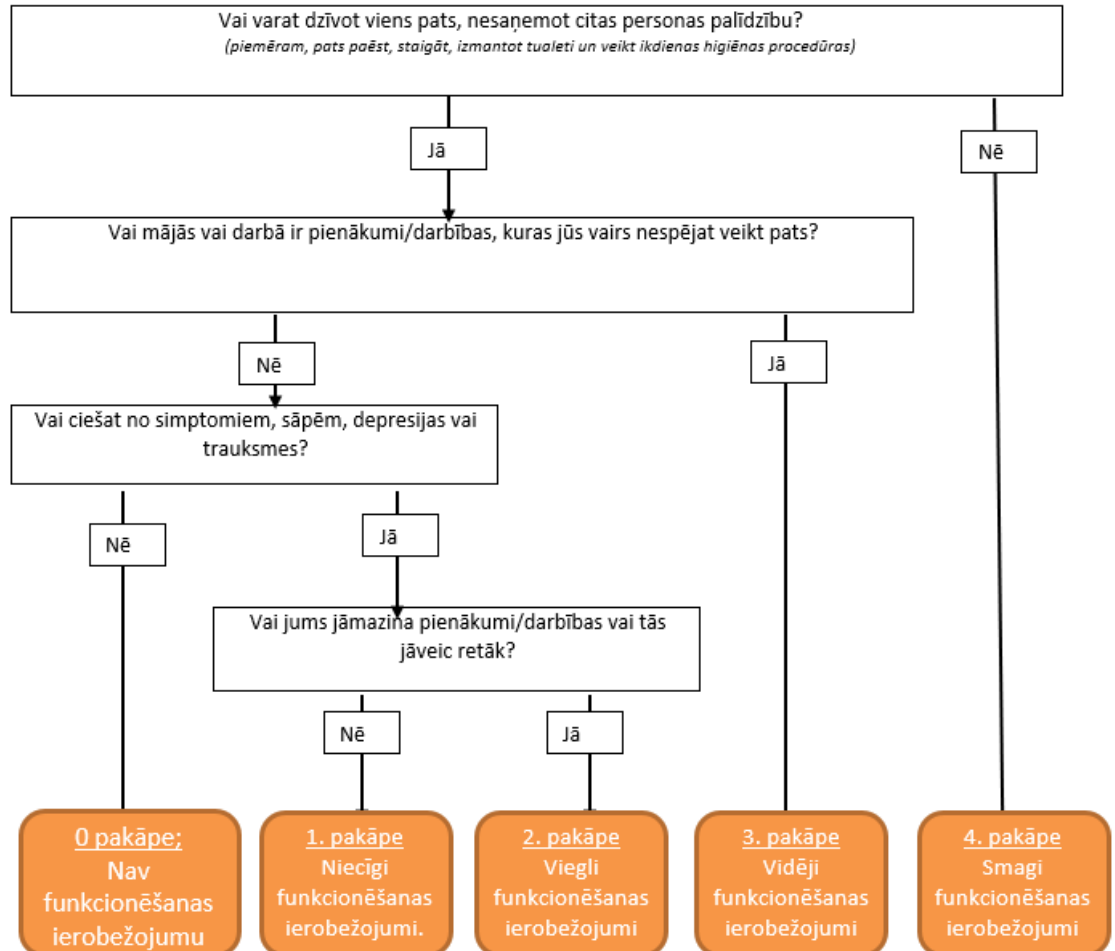 Vai varat dzīvot viens pats, nesaņemot citas personas palīdzību?
(piemēram, pats paēst, staigāt, izmantot tualeti un veikt ikdienas higiēnas procedūras)
Jā
Nē
Vai mājās vai darbā ir pienākumi/darbības, kuras jūs vairs nespējat veikt pats?
Nē
Jā
Vai ciešat no simptomiem, sāpēm, depresijas vai
trauksmes?
Nē
Jā
Vai jums jāmazina pienākumi/darbības vai tās
jāveic retāk?
Nē
Jā
0 pakāpe;
Nav
funkcionēšanas
ierobežojumu
1. pakāpe
Niecīgi
funkcionēšanas
ierobežojumi.
2. pakāpe
Viegli
funkcionēšanas
ierobežojumi
3. pakāpe
Vidēji
funkcionēšanas
ierobežojumi
4. pakāpe
Smagi
funkcionēšanas
ierobežojumi